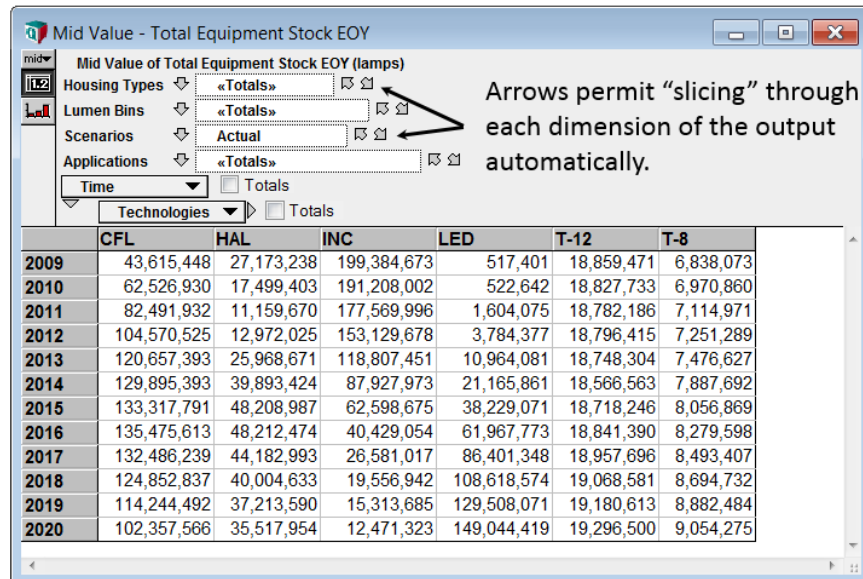 Mid Value - Total Equipment Stock EOY
mid
Mid Value of Total Equipment Stock EOY (lamps)
1.2
Housing Types «Totals»
Lumen Bins «Totals»
Scenarios Actual
Applications «Totals»
Arrows permit “slicing” through
each dimension of the output
automatically.
Time Totals
Technologies Totals
CFL HAL INC LED T-12 T-8
2009 43,615,448 27,173,238 199,384,673 517,401 18,859,471 6,838,073
2010 62,526,930 17,499,403 191,208,002 522,642 18,827,733 6,970,860
2011 82,491,932 11,159,670 177,569,996 1,604,075 18,782,186 7,114,971
2012 104,570,525 12,972,025 153,129,678 3,784,377 18,796,415 7,251,289
2013 120,657,393 25,968,671 118,807,451 10,964,081 18,748,304 7,476,627
2014 129,895,393 39,893,424 87,927,973 21,165,861 18,566,563 7,887,692
2015 133,317,791 48,208,987 62,598,675 38,229,071 18,718,246 8,056,869
2016 135,475,613 48,212,474 40,429,054 61,967,773 18,841,390 8,279,598
2017 132,486,239 44,182,993 26,581,017 86,401,348 18,957,696 8,493,407
2018 124,852,837 40,004,633 19,556,942 108,618,574 19,068,581 8,694,732
2019 114,244,492 37,213,590 15,313,685 129,508,071 19,180,613 8,882,484
2020 102,357,566 35,517,954 12,471,323 149,044,419 19,296,500 9,054,275